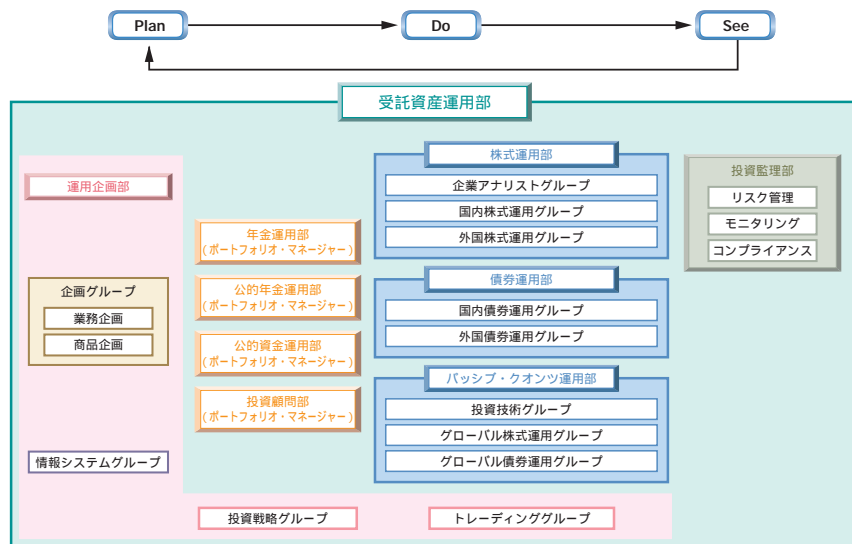 Plan
Do
See
受託資産運用部
運用企画部
企画グループ
業務企画
商品企画
情報システムグループ
年金運用部
(ポートフォリオ・マネージャー)
公的年金運用部
(ポートフォリオ・マネージャー)
公的資金運用部
(ポートフォリオ・マネージャー)
投資顧問部
(ポートフォリオ・マネージャー)
株式運用部
企業アナリストグループ
国内株式運用グループ
外国株式運用グループ
債券運用部
国内債券運用グループ
外国債券運用グループ
パッシブ・クオンツ運用部
投資技術グループ
グローバル株式運用グループ
グローバル債券運用グループ
投資監理部
リスク管理
モニタリング
コンプライアンス
投資戦略グループ
トレーディンググループ